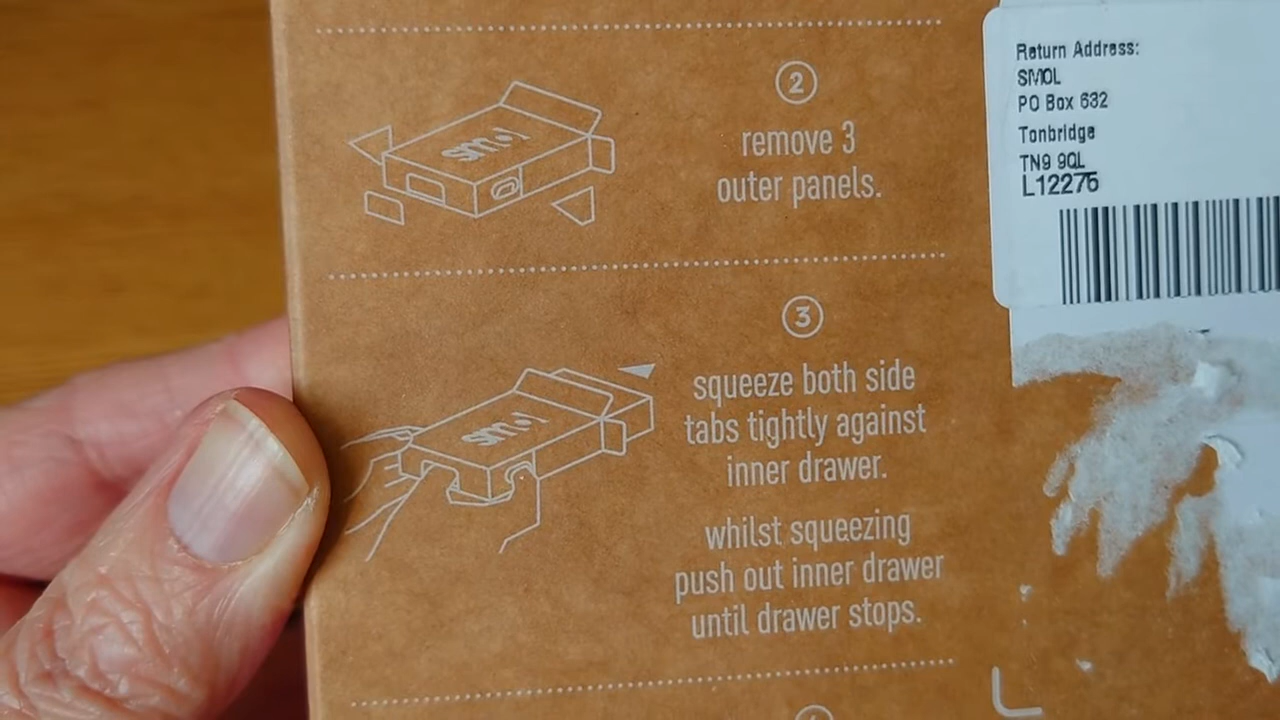 2
remove 3
outer panels.
smol
3
squeeze both side
tabs tightly against
inner drawer.
smol
whilst squeezing
push out inner drawer
until drawer stops.
Return Address:
SMOL
PO Box 632
Tonbridge
TN9 9QL
L12275